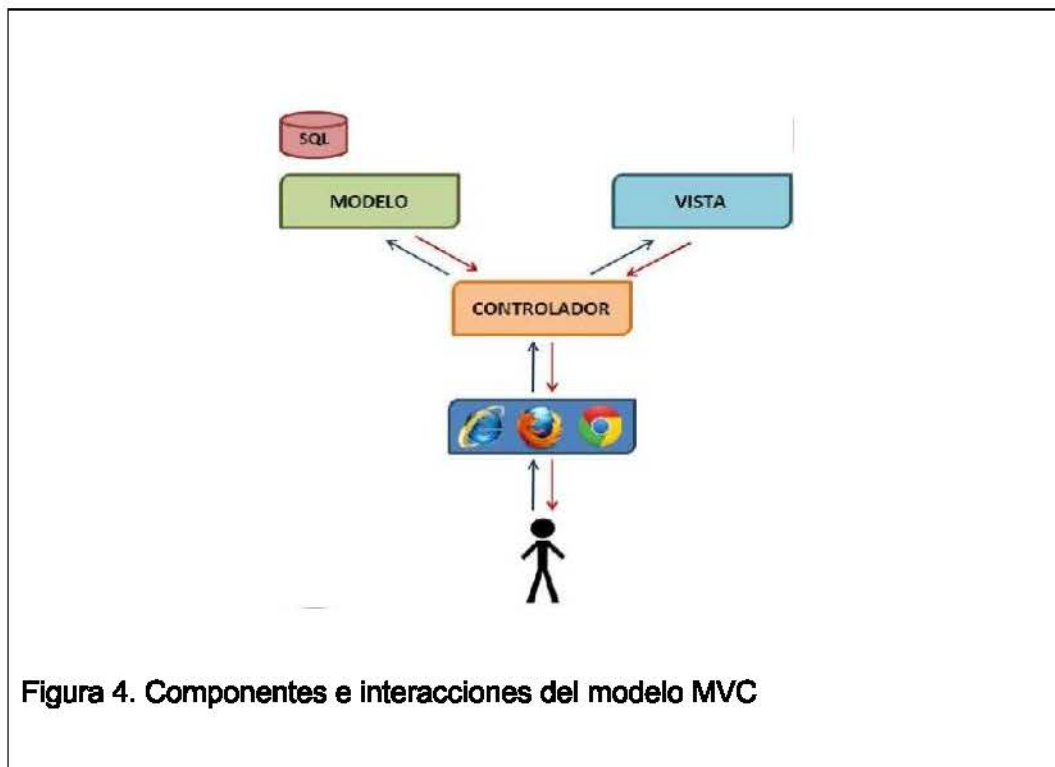 SQL
MODELO
VISTA
CONTROLADOR
Figura 4. Componentes e interacciones del modelo MVC